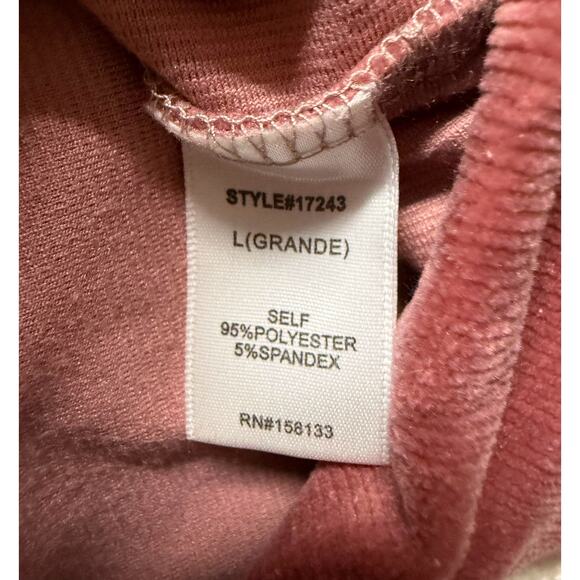 STYLE#17243
L(GRANDE)
SELF
95%POLYESTER
5%SPANDEX
RN#158133